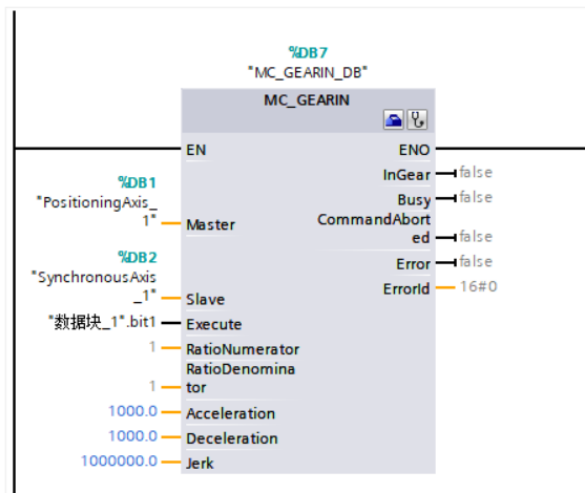 %DB7
"MC_GEARIN_DB"
MC_GEARIN
EN
ENO
%DB1
"PositioningAxis_
1"
Master
InGear
false
Busy
false
CommandAbort
ed
false
%DB2
"SynchronousAxis
_1"
Slave
Error
false
ErrorId
16#0
"数据块_1".bit1
Execute
1
RatioNumerator
RatioDenomina
1
tor
1000.0
Acceleration
1000.0
Deceleration
1000000.0
Jerk